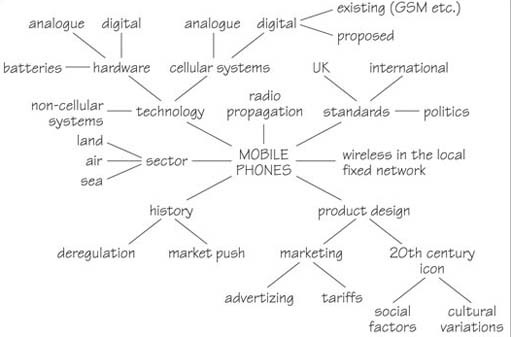 existing (GSM etc.)
analogue
digital
analogue
digital
proposed
batteries
hardware
cellular systems
UK
international
radio
propagation
non-cellular
systems
technology
standards
politics
land
air
sea
sector
MOBILE
PHONES
wireless in the local
fixed network
history
product design
deregulation
market push
marketing
20th century
icon
advertizing
tariffs
social
factors
cultural
variations